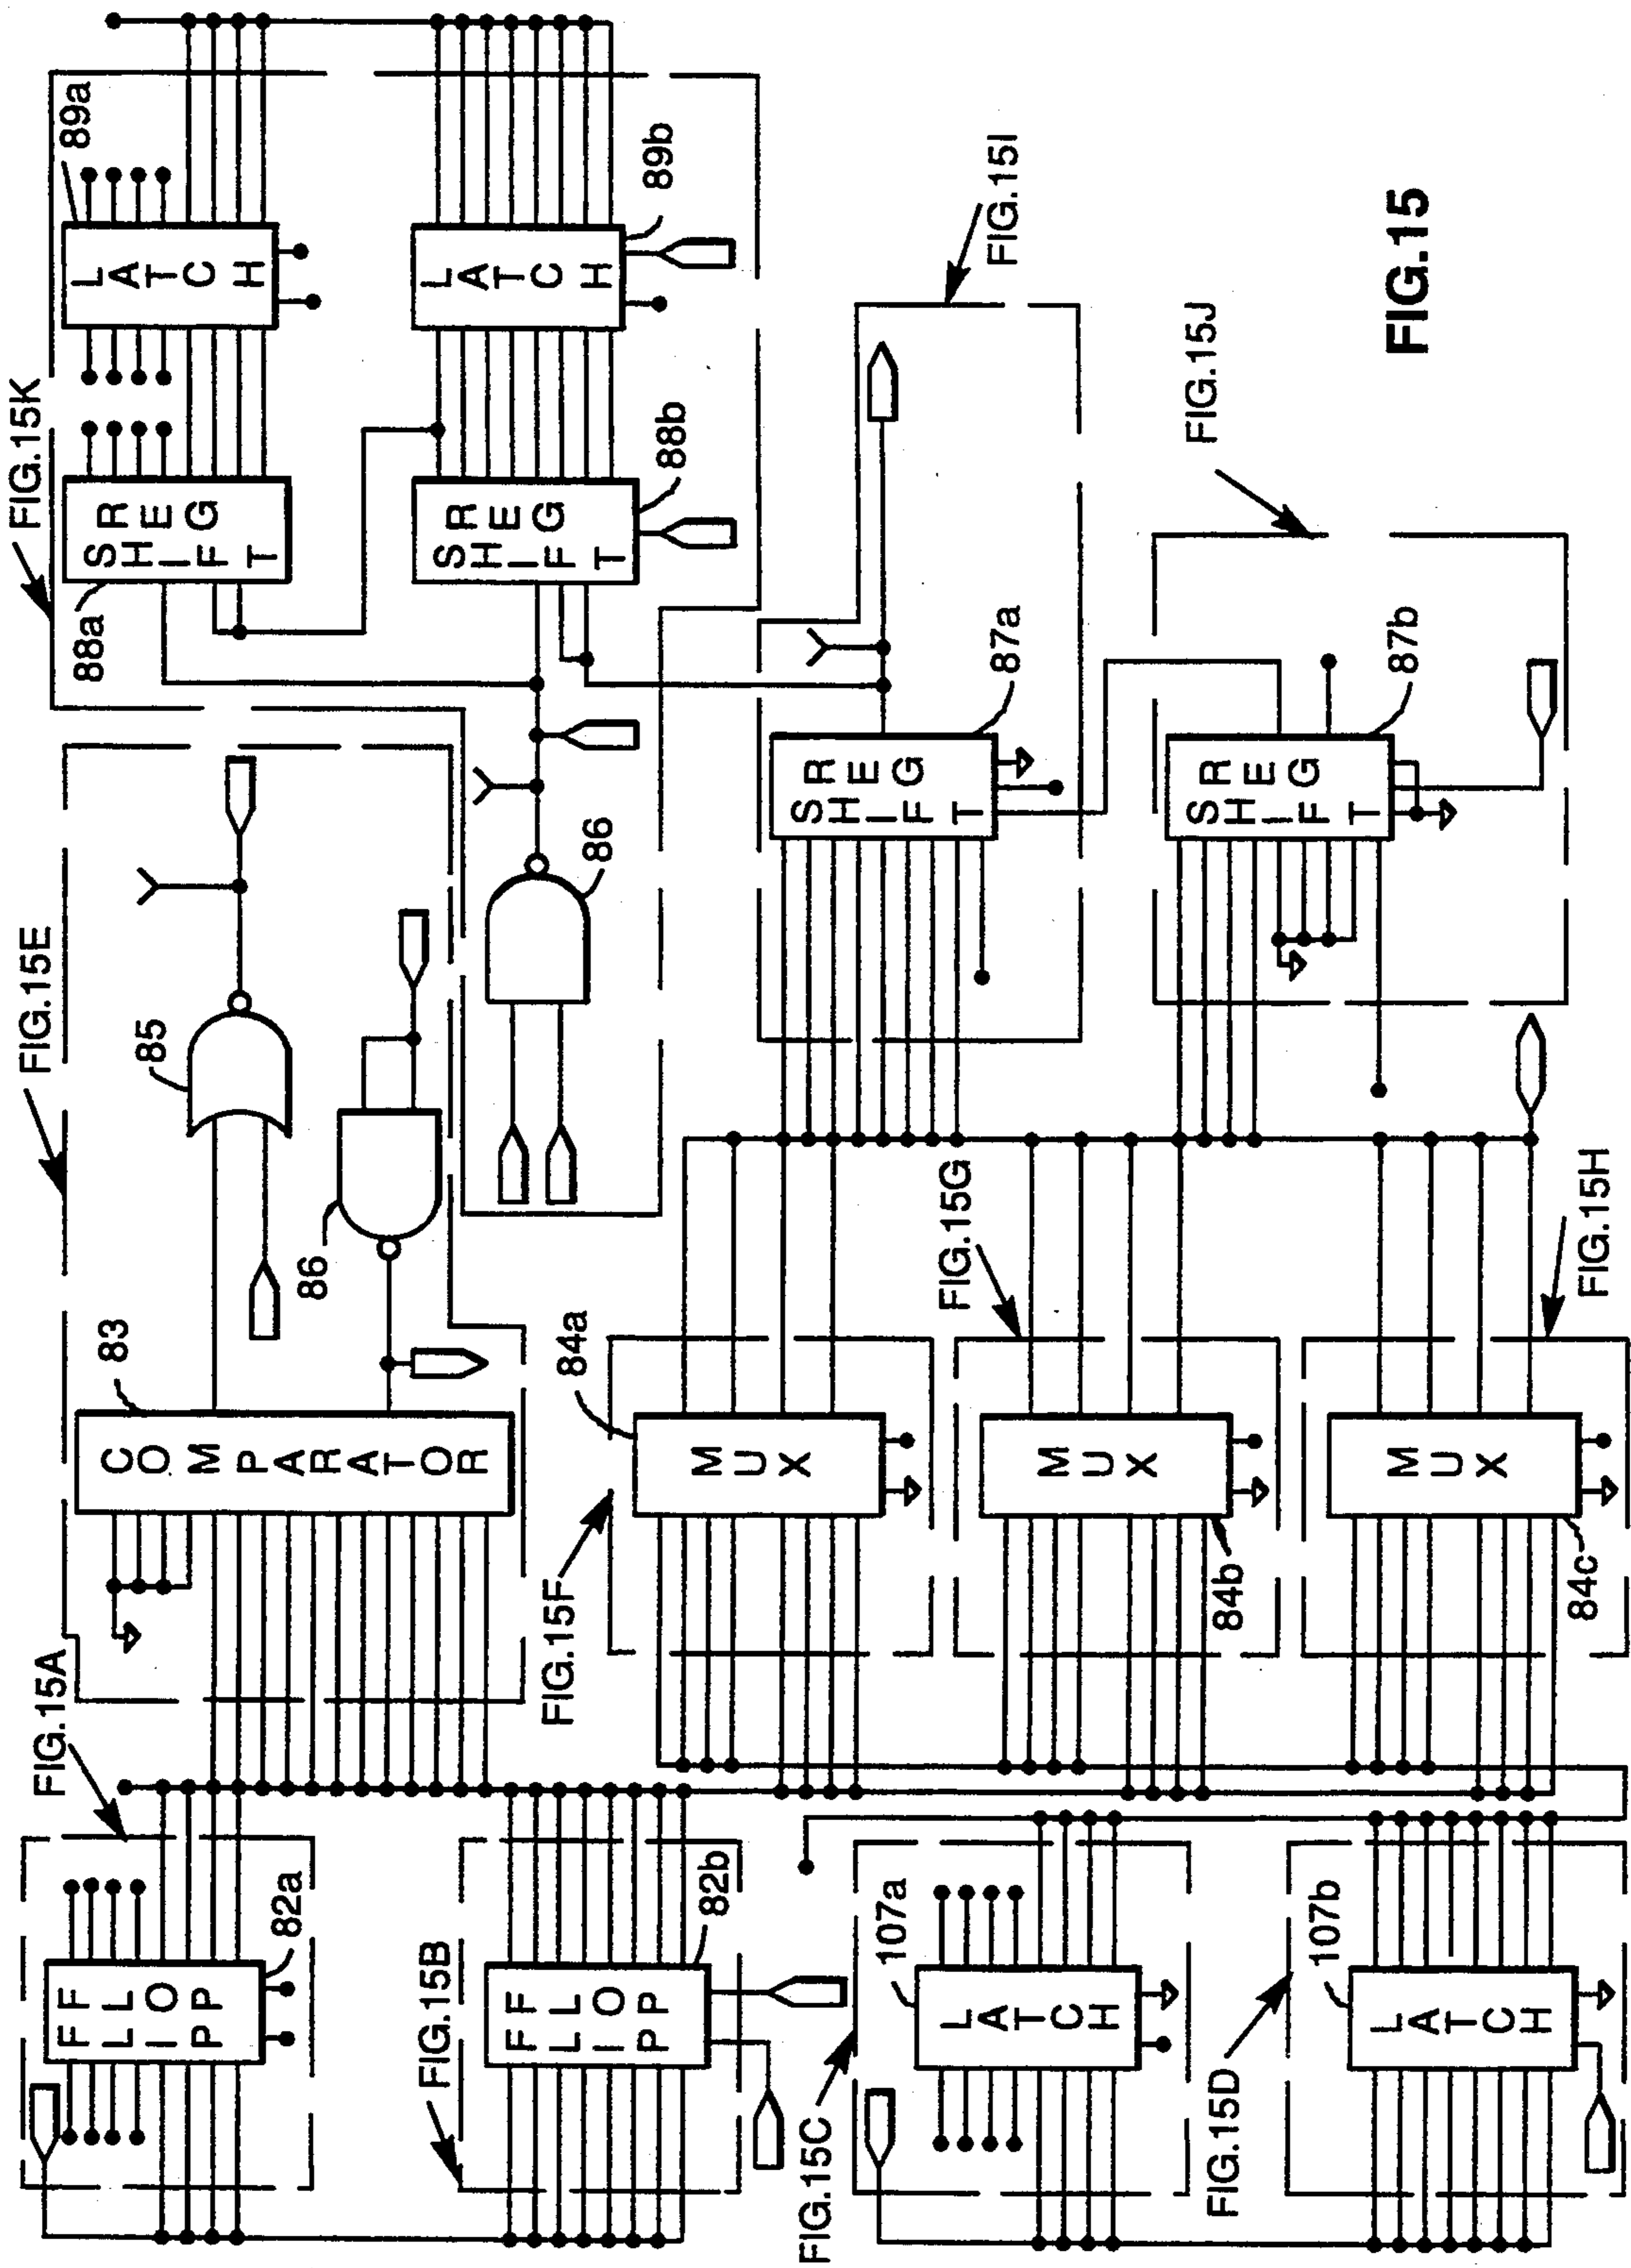 FIG.15A
FLIP
FLOP
82a
FIG.15B
FLIP
FLOP
82b
FIG.15C
LATCH
107a
FIG.15D
LATCH
107b
FIG.15E
COMPARATOR
83
85
86
FIG.15F
MUX
84a
FIG.15G
MUX
84b
FIG.15H
MUX
84c
86
FIG.15K
SHIFT
REG
88a
LATCH
89a
SHIFT
REG
88b
LATCH
89b
FIG.15I
SHIFT
REG
87a
FIG.15J
SHIFT
REG
87b
FIG.15